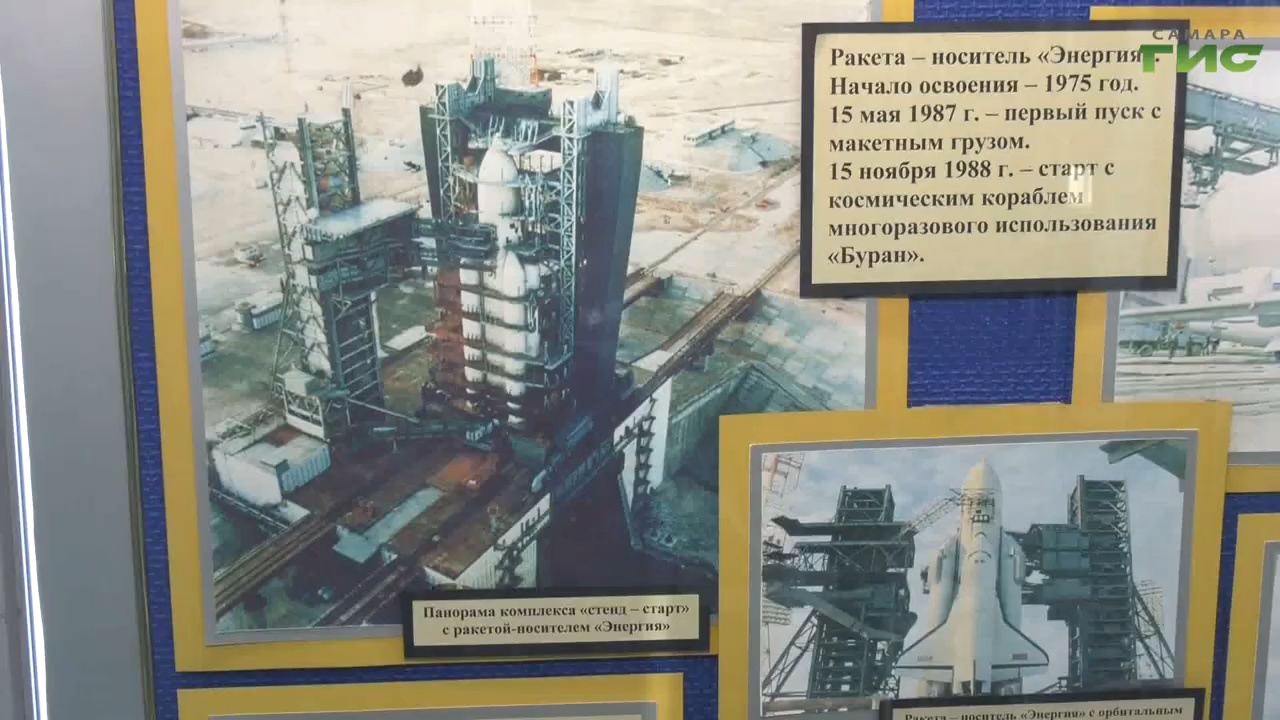 САМАРА
ГИС
Ракета – носитель «Энергия».
Начало освоения – 1975 год.
15 мая 1987 г. – первый пуск с
макетным грузом.
15 ноября 1988 г. – старт с
космическим кораблем
многоразового использования
«Буран».
Панорама комплекса «стенд – старт»
с ракетой-носителем «Энергия»
Ракета – носитель «Энергия» с орбитальным